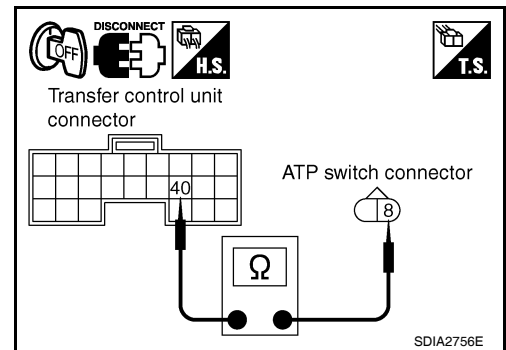 DISCONNECT
OFF
H.S.
T.S.
Transfer control unit
connector
40
ATP switch connector
8
Ω
SDIA2756E